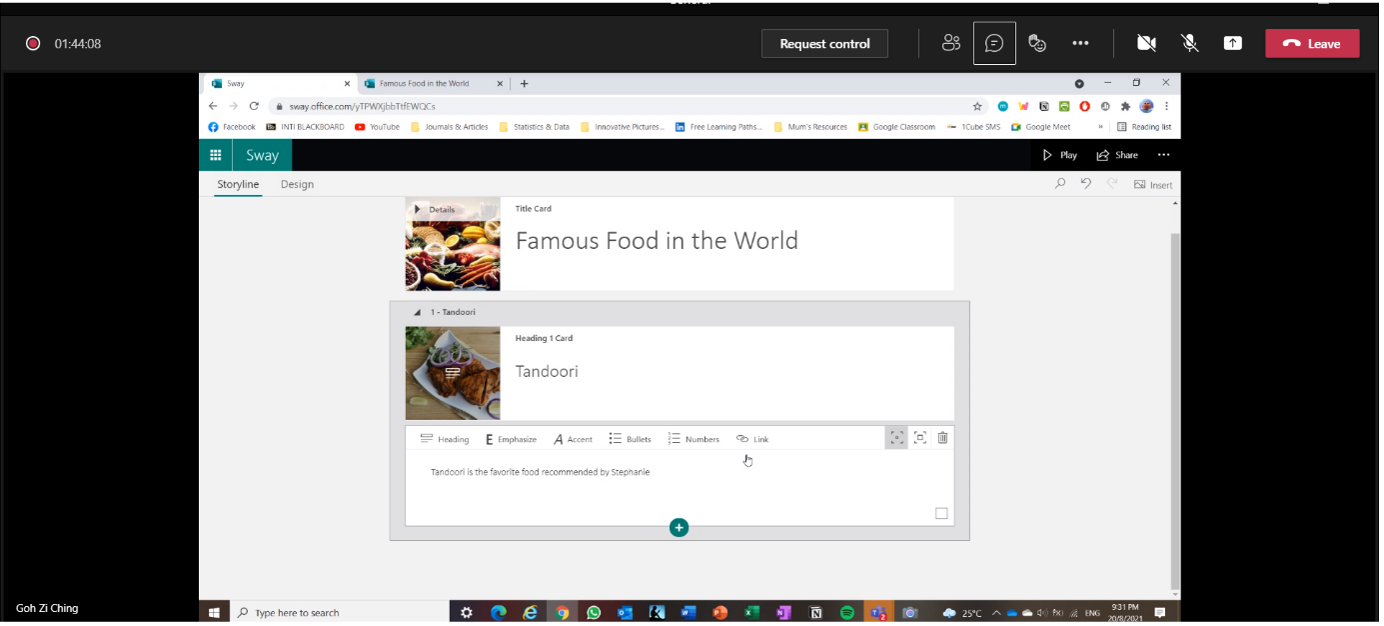 01:44:08
Request control
Leave
Sway
Famous Food in the World
sway.office.com/yTPWXjbbTtfEWQCs
Facebook
INTI BLACKBOARD
YouTube
Journals & Articles
Statistics & Data
Innovative Pictures...
Free Learning Paths...
Mum's Resources
Google Classroom
1Cube SMS
Google Meet
»
Reading list
Sway
Play
Share
Storyline
Design
Insert
Details
Title Card
Famous Food in the World
1 - Tandoori
Heading 1 Card
Tandoori
Heading
E Emphasize
A Accent
Bullets
Numbers
Link
Tandoori is the favorite food recommended by Stephanie
Goh Zi Ching
Type here to search
25°C
ENG
9:31 PM
20/8/2021